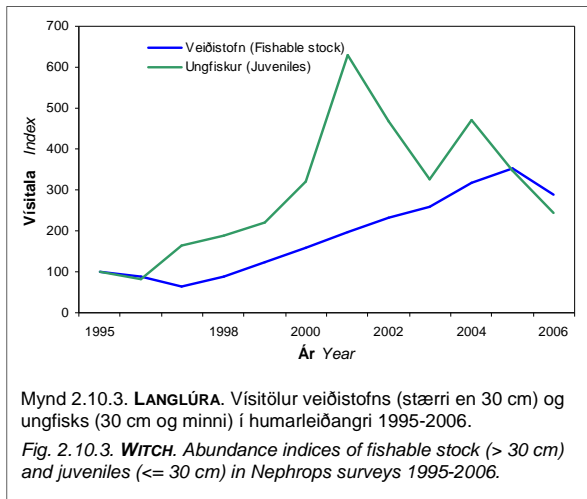 700
Veiðistofn (Fishable stock)
Ungfiskur (Juveniles)
600
500
400
300
200
100
0
Vísitala Index
1995 1998 2000 2002 2004 2006
Ár Year
Mynd 2.10.3. LANGLÚRA. Vísitölur veiðistofns (stærri en 30 cm) og
ungfisks (30 cm og minni) í humarleiðangri 1995-2006.
Fig. 2.10.3. WITCH. Abundance indices of fishable stock (> 30 cm)
and juveniles (<= 30 cm) in Nephrops surveys 1995-2006.